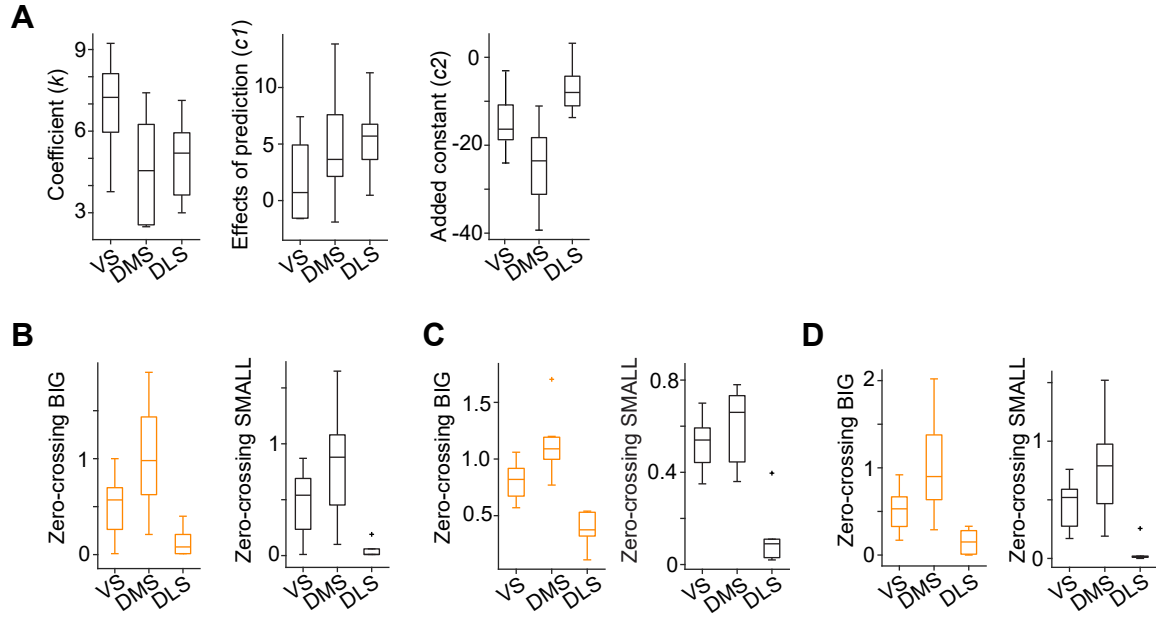 A
Coefficient (k)
9
6
3
VS
DMS
DLS
Effects of prediction (c1)
10
5
0
VS
DMS
DLS
Added constant (c2)
0
-20
-40
VS
DMS
DLS
B
Zero-crossing BIG
1
0
VS
DMS
DLS
Zero-crossing SMALL
1
0
VS
DMS
DLS
C
Zero-crossing BIG
1.5
1.0
0.5
VS
DMS
DLS
Zero-crossing SMALL
0.8
0.4
0
VS
DMS
DLS
D
Zero-crossing BIG
2
1
0
VS
DMS
DLS
Zero-crossing SMALL
1
0
VS
DMS
DLS